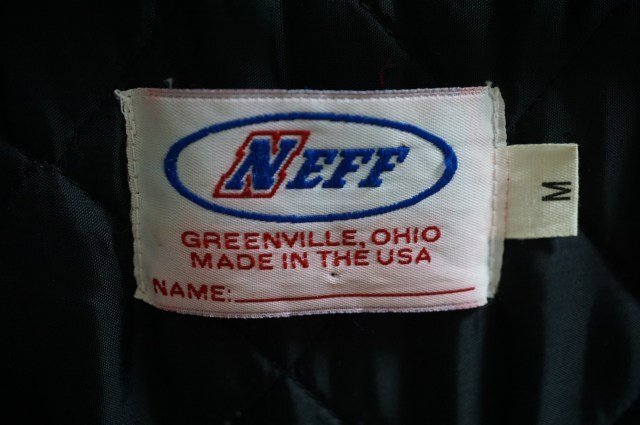 NEFF
GREENVILLE, OHIO
MADE IN THE USA
NAME:
M